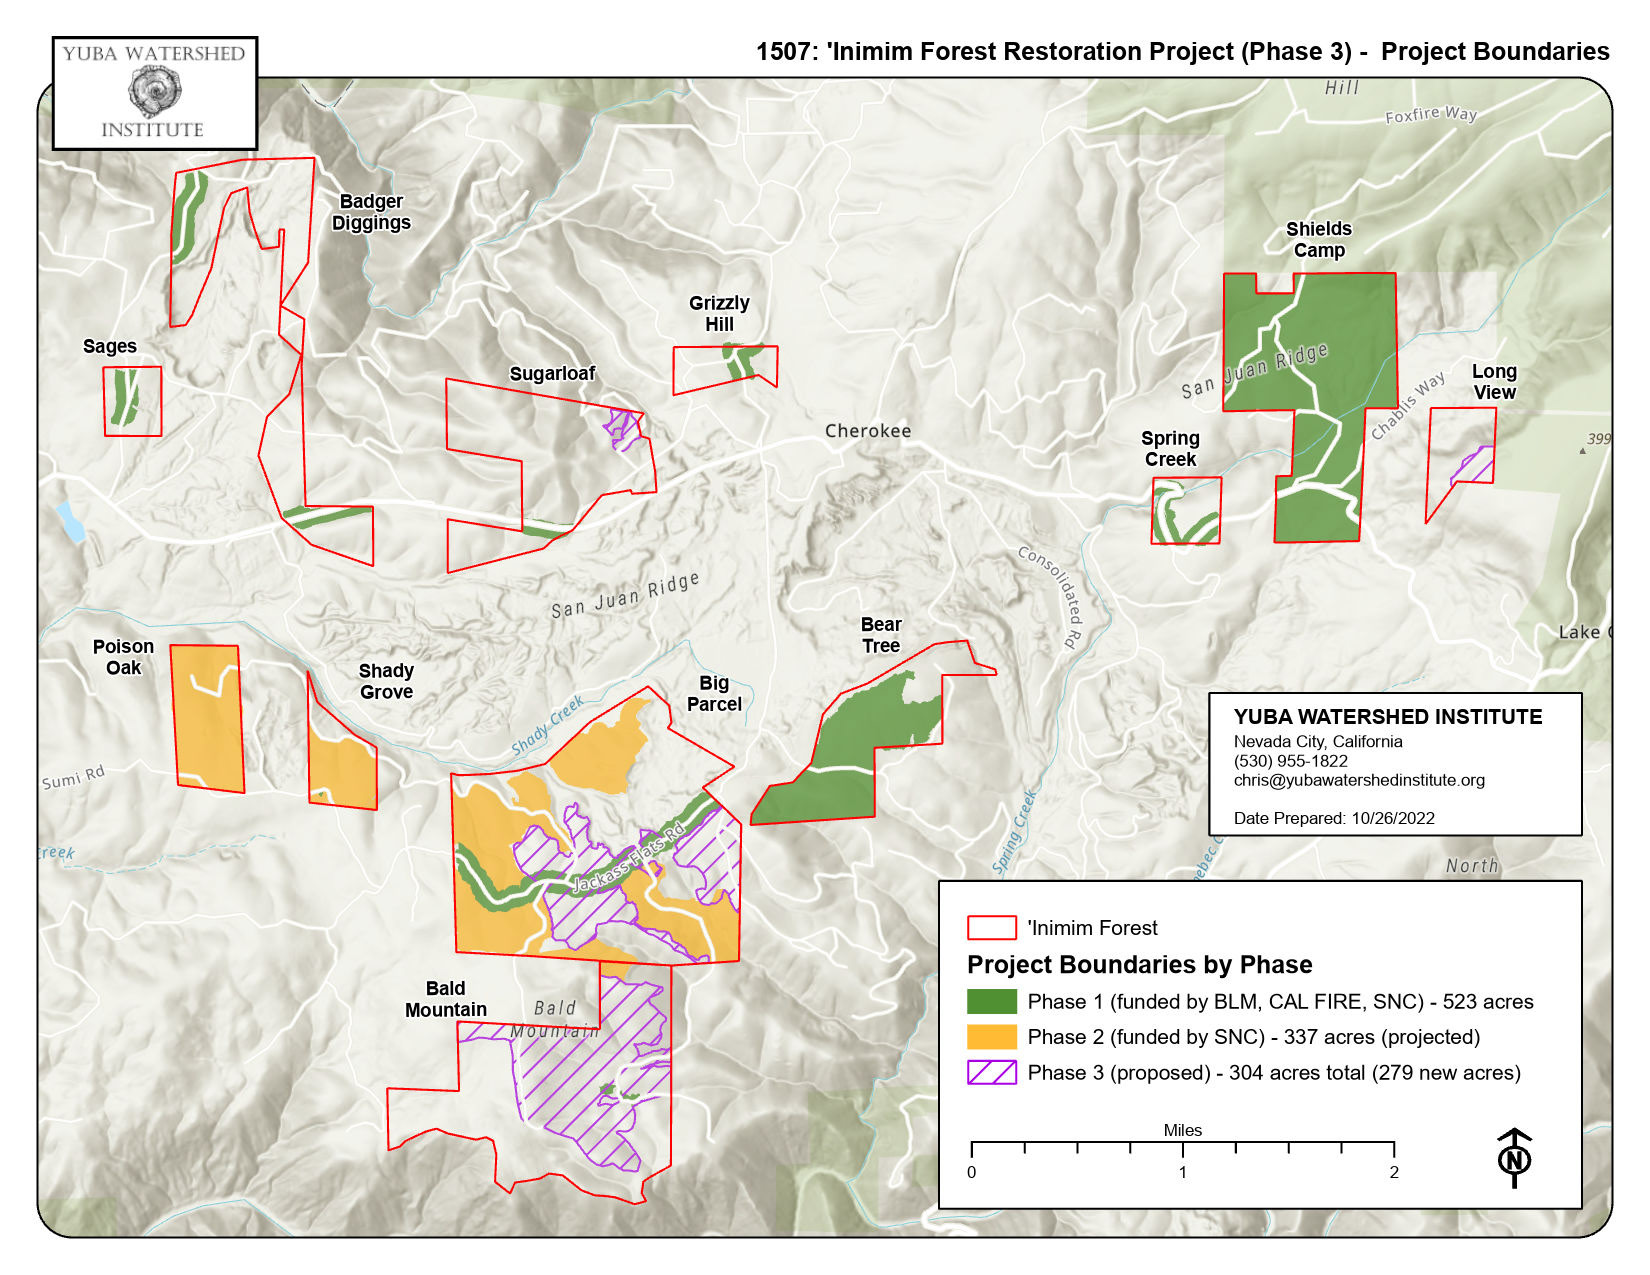 YUBA WATERSHED
INSTITUTE
1507: 'Inimim Forest Restoration Project (Phase 3) -  Project Boundaries
Hill
Foxfire Way
Badger
Diggings
Shields
Camp
Grizzly
Hill
Sages
Sugarloaf
San Juan Ridge
Long
View
Chablis Way
Cherokee
Spring
Creek
399
Consolidated Rd
San Juan Ridge
Bear
Tree
Lake
Poison
Oak
Shady
Grove
Big
Parcel
Shady Creek
Sumi Rd
YUBA WATERSHED INSTITUTE
Nevada City, California
(530) 955-1822
chris@yubawatershedinstitute.org
Date Prepared: 10/26/2022
Spring Creek
Jackass Flats Rd
reek
North
'Inimim Forest
Project Boundaries by Phase
Phase 1 (funded by BLM, CAL FIRE, SNC) - 523 acres
Phase 2 (funded by SNC) - 337 acres (projected)
Phase 3 (proposed) - 304 acres total (279 new acres)
Bald
Mountain
Bald
Mountain
Miles
0
1
2
N